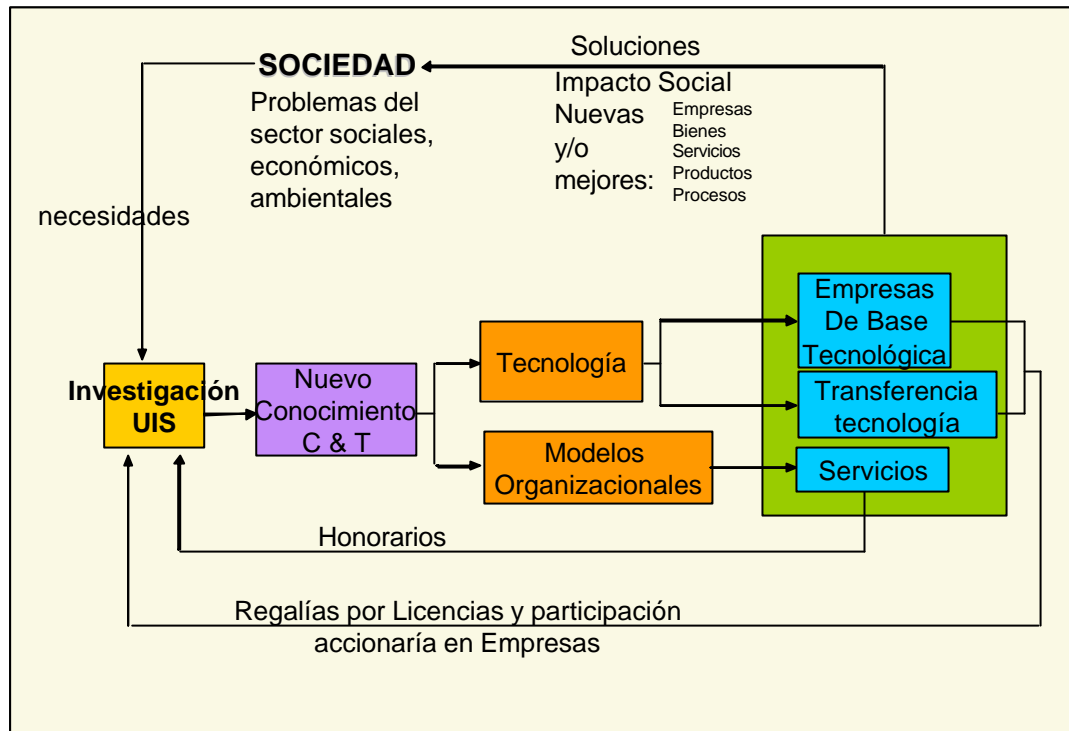 Soluciones
SOCIEDAD
Problemas del
sector sociales,
económicos,
ambientales
Impacto Social
Nuevas
y/o
mejores:
Empresas
Bienes
Servicios
Productos
Procesos
necesidades
Investigación
UIS
Nuevo
Conocimiento
C & T
Tecnología
Modelos
Organizacionales
Empresas
De Base
Tecnológica
Transferencia
tecnología
Servicios
Honorarios
Regalías por Licencias y participación
accionaría en Empresas